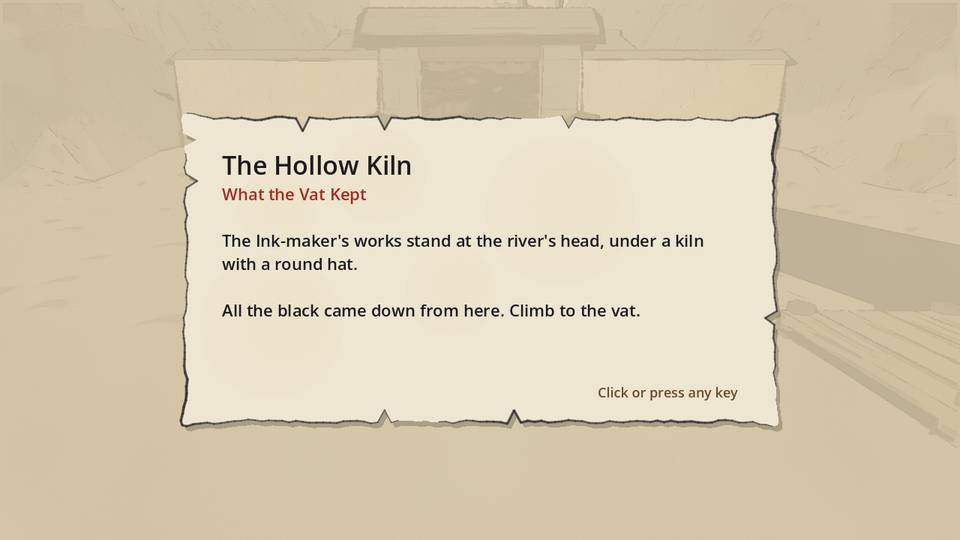 The Hollow Kiln
What the Vat Kept
The Ink-maker's works stand at the river's head, under a kiln
with a round hat.
All the black came down from here. Climb to the vat.
Click or press any key